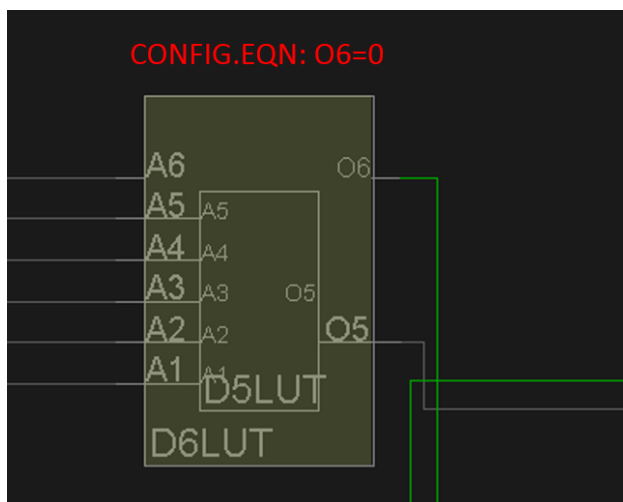 CONFIG.EQN: O6=0
A6
O6
A5 A5
A4 A4
A3 A3 O5
A2 A2 O5
A1 A1
D5LUT
D6LUT